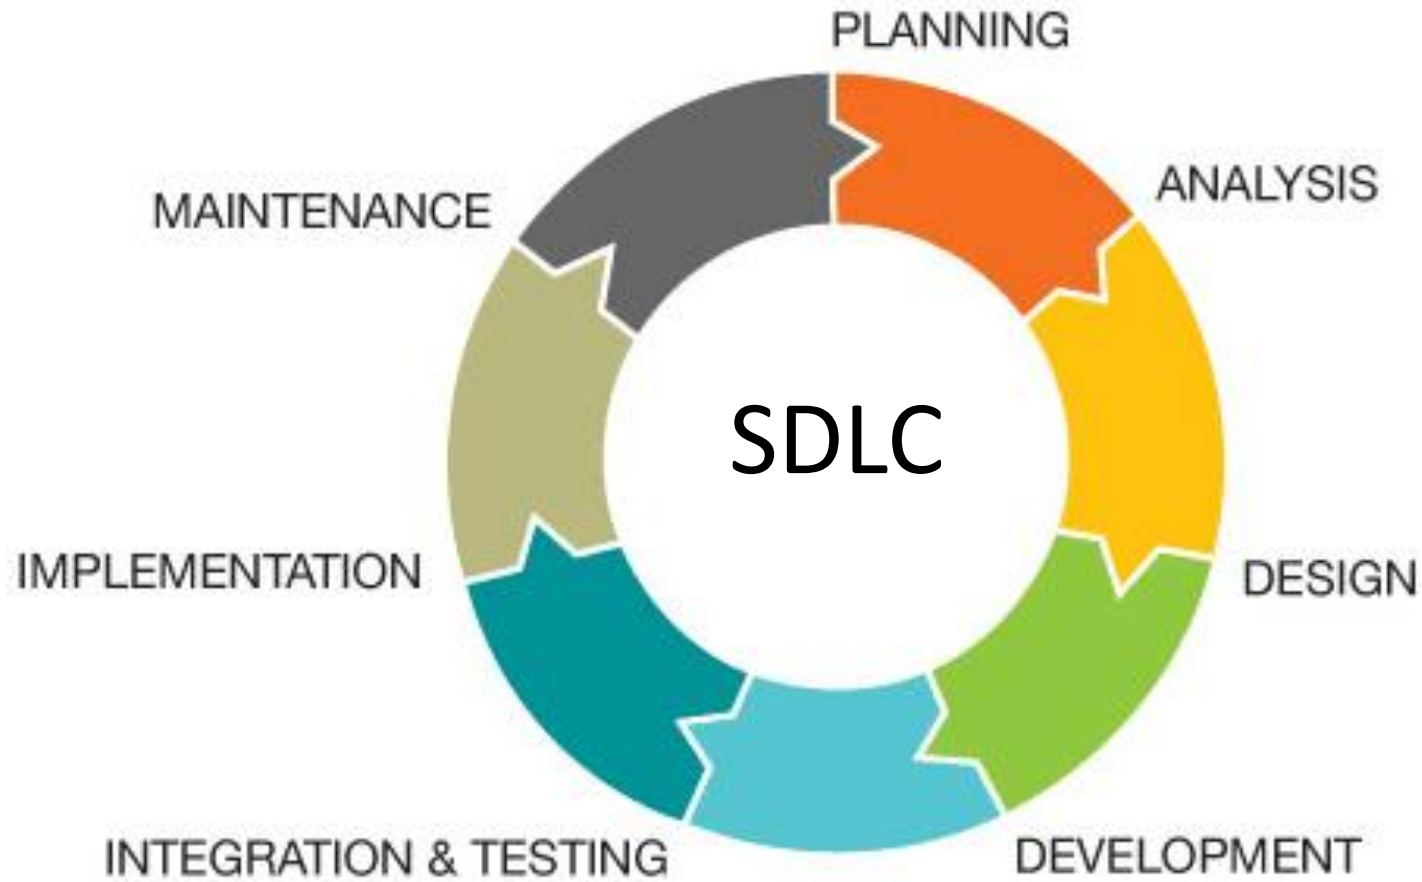 PLANNING
ANALYSIS
MAINTENANCE
SDLC
IMPLEMENTATION
DESIGN
INTEGRATION & TESTING
DEVELOPMENT